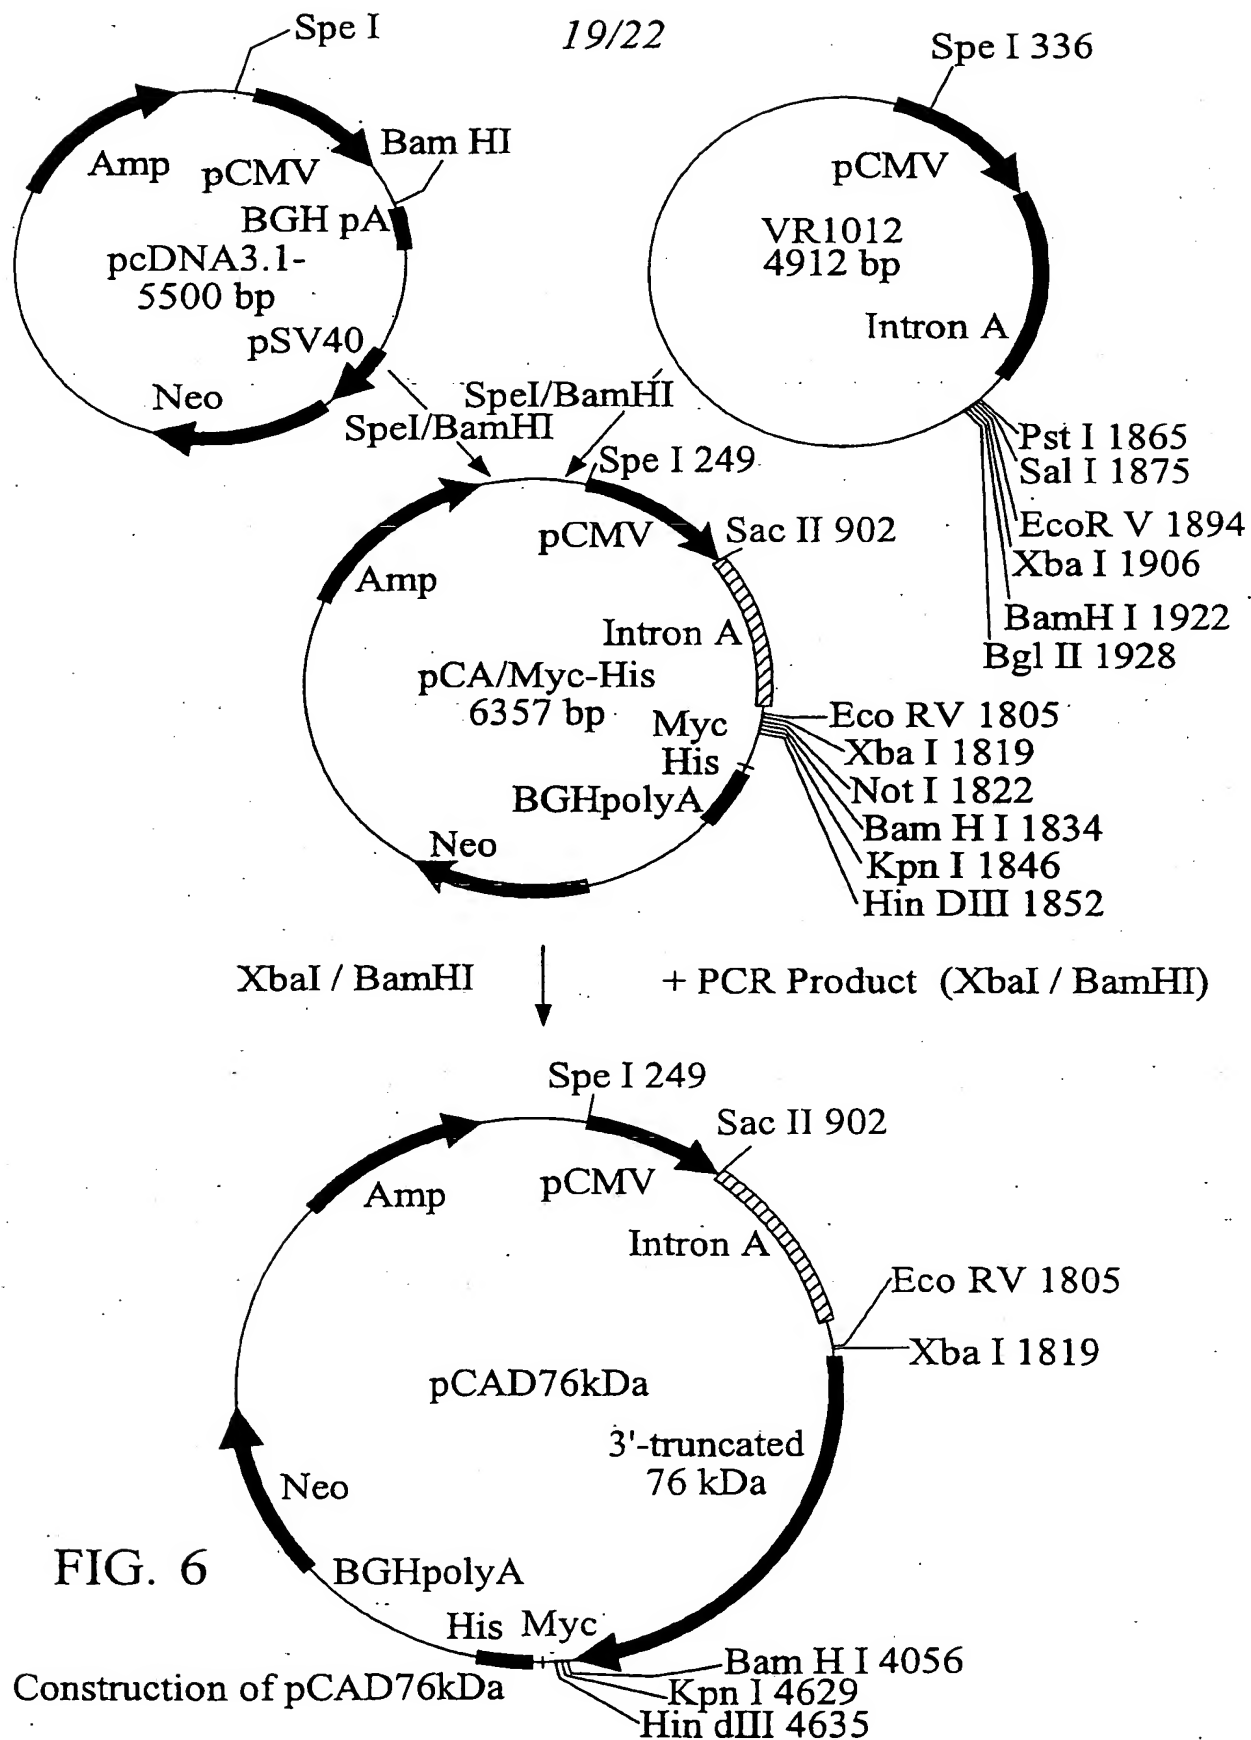 19/22
Spe I
Amp
pCMV
Bam HI
BGH pA
pcDNA3.1-
5500 bp
pSV40
Neo
SpeI/BamHI
Spe I 336
pCMV
VR1012
4912 bp
Intron A
SpeI/BamHI
Pst I 1865
Sal I 1875
EcoR V 1894
Xba I 1906
BamH I 1922
Bgl II 1928
Spe I 249
pCMV
Sac II 902
Amp
Intron A
pCA/Myc-His
6357 bp
Myc
His
BGHpolyA
Neo
Eco RV 1805
Xba I 1819
Not I 1822
Bam H I 1834
Kpn I 1846
Hin DIII 1852
XbaI / BamHI
+ PCR Product (XbaI / BamHI)
Spe I 249
Sac II 902
Amp
pCMV
Intron A
Eco RV 1805
Xba I 1819
pCAD76kDa
3'-truncated
76 kDa
Neo
BGHpolyA
His Myc
Bam H I 4056
Kpn I 4629
Hin dIII 4635
FIG. 6
Construction of pCAD76kDa